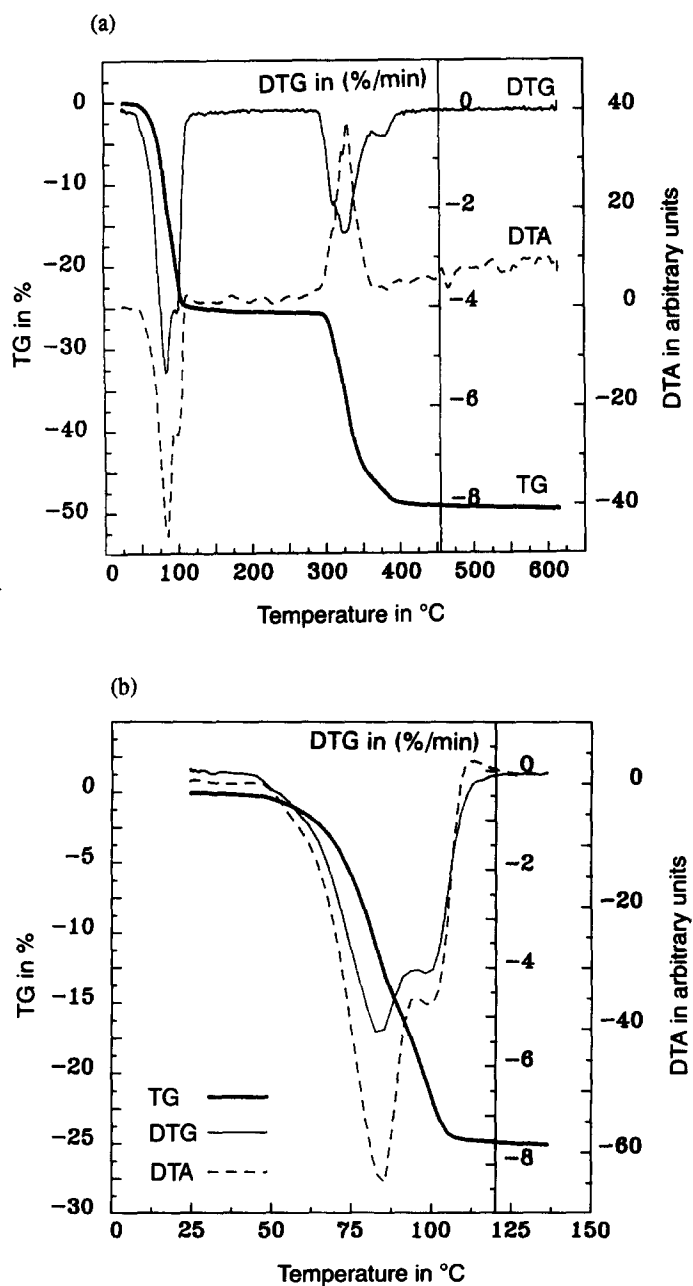 (a)
DTG in (%/min)
0
-10
-20
-30
-40
-50
TG in %
0
-2
-4
-6
-8
DTG
DTA
TG
40
20
0
-20
-40
DTA in arbitrary units
0 100 200 300 400 500 600
Temperature in °C
(b)
DTG in (%/min)
0
-5
-10
-15
-20
-25
-30
TG in %
0
-2
-4
-6
-8
0
-20
-40
-60
DTA in arbitrary units
TG
DTG
DTA
0 25 50 75 100 125 150
Temperature in °C